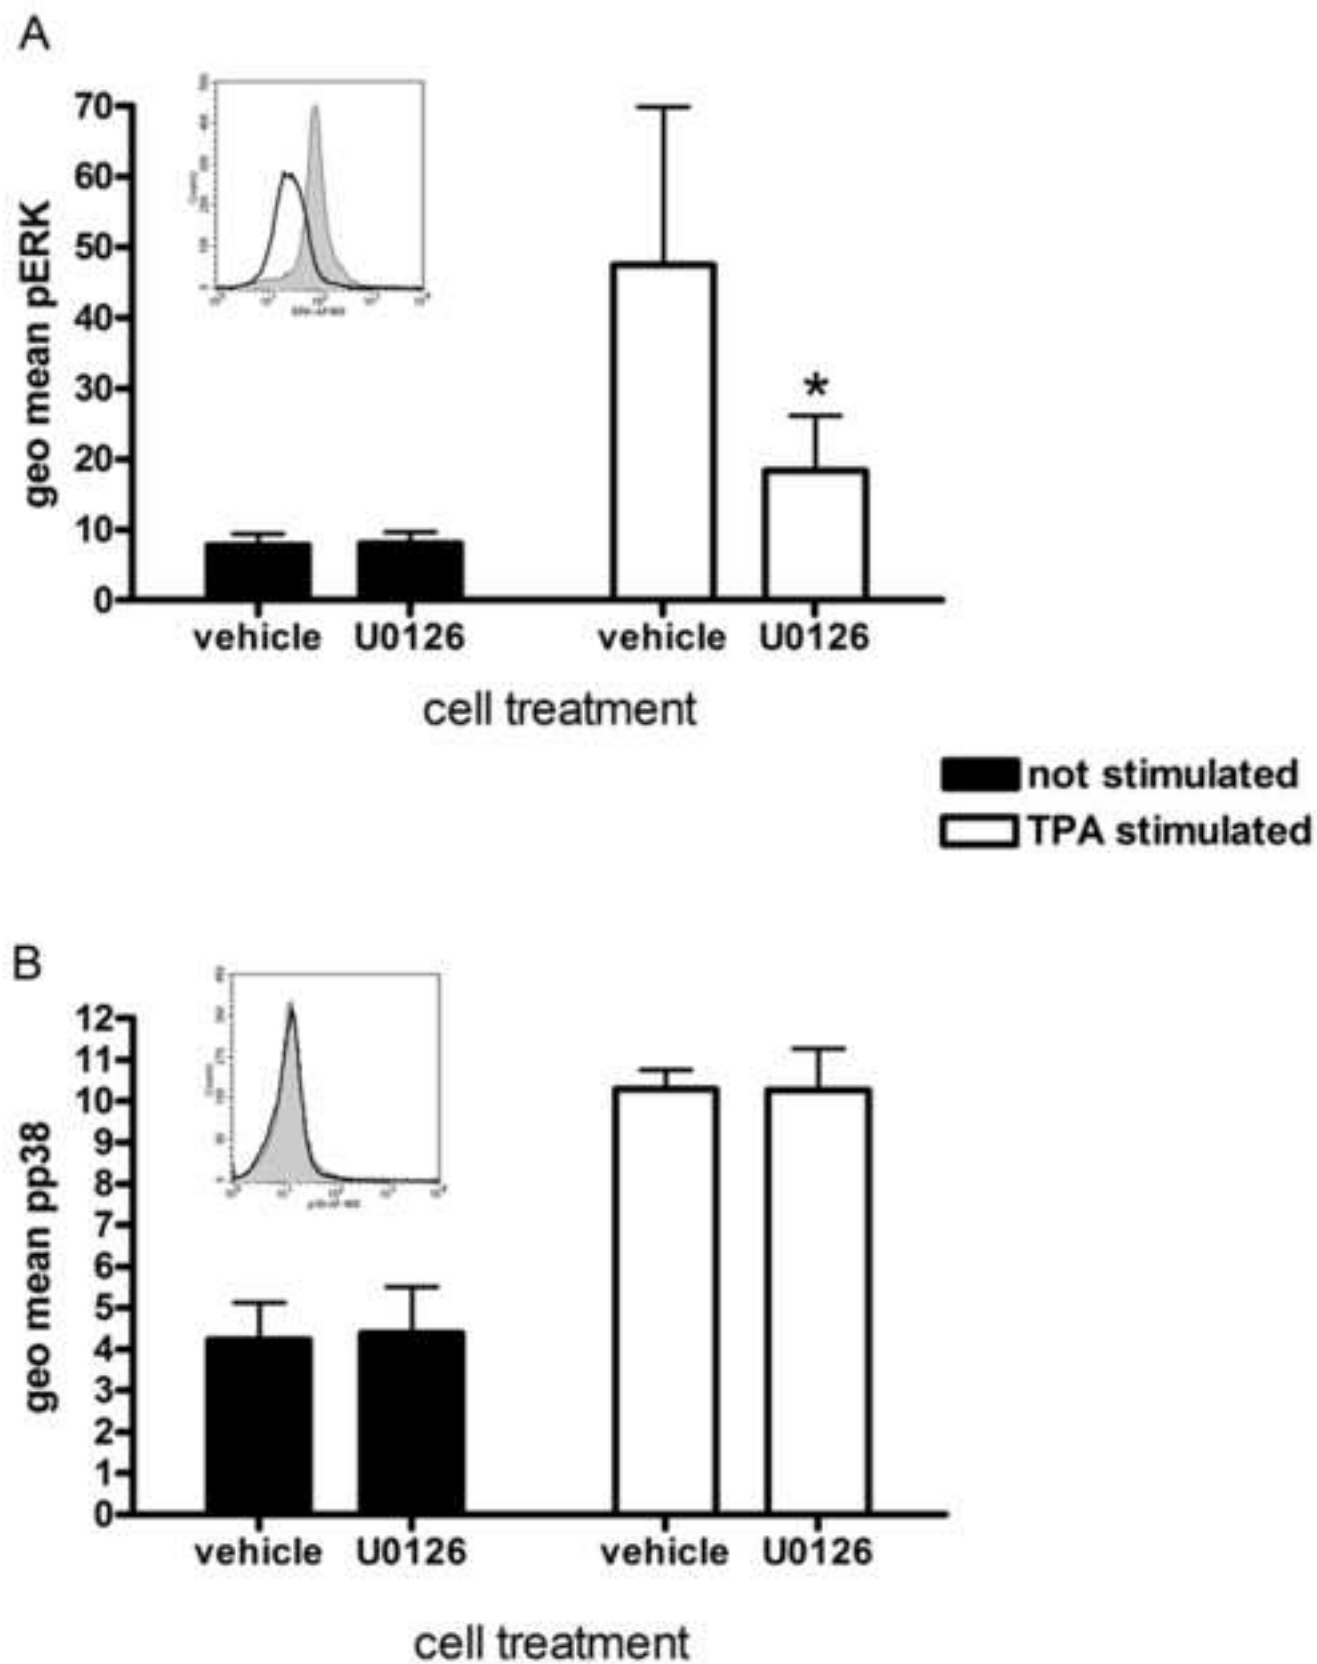 A
70
60
50
40
30
20
10
0
geo mean pERK
vehicle U0126 vehicle U0126
*
cell treatment
not stimulated
TPA stimulated
B
12
11
10
9
8
7
6
5
4
3
2
1
0
geo mean pp38
vehicle U0126 vehicle U0126
cell treatment